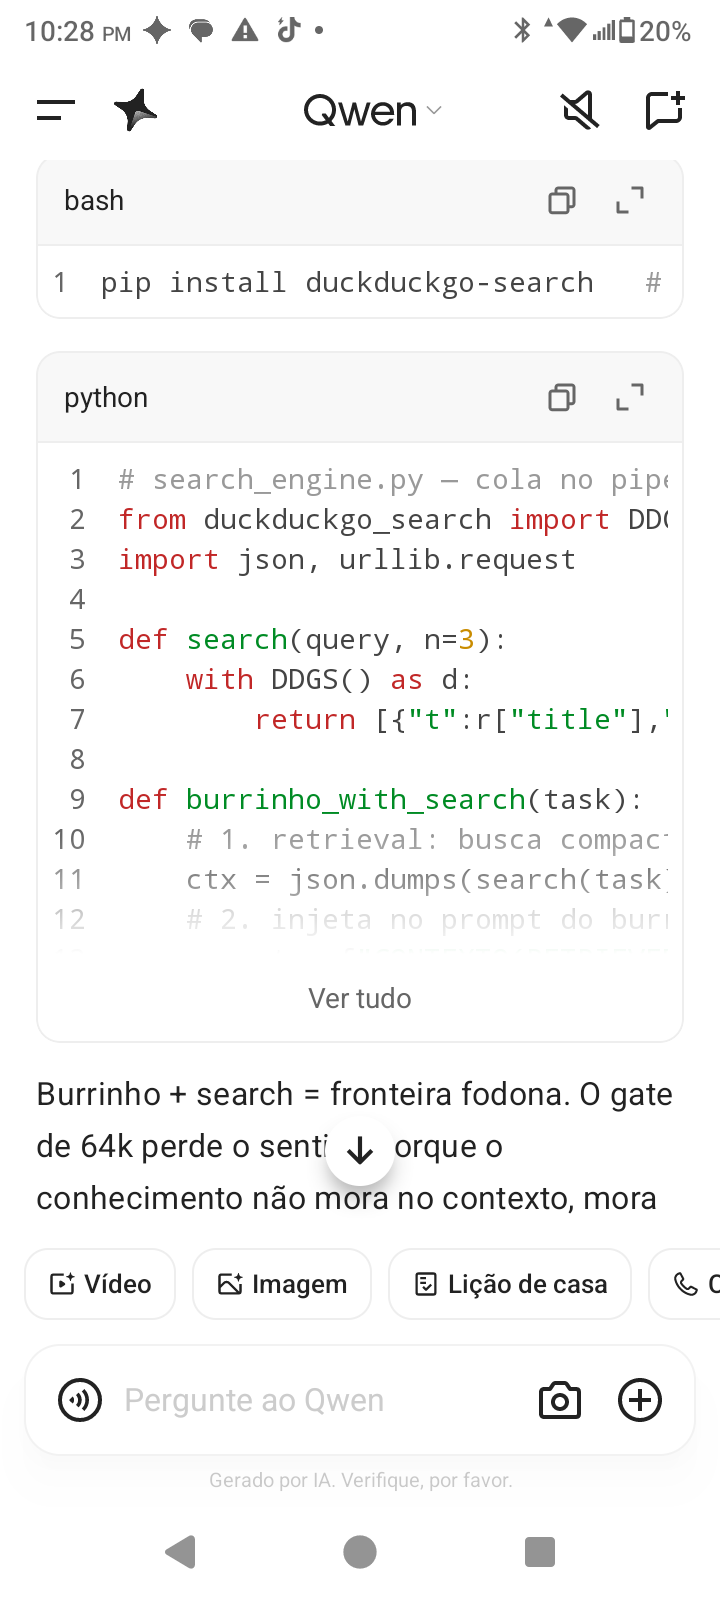 10:28 PM
20%
Qwen
bash
1 pip install duckduckgo-search #
python
1 # search_engine.py — cola no pipe
2 from duckduckgo_search import DDG
3 import json, urllib.request
4
5 def search(query, n=3):
6 with DDGS() as d:
7 return [{"t":r["title"],"
8
9 def burrinho_with_search(task):
10 # 1. retrieval: busca compact
11 ctx = json.dumps(search(task)
12 # 2. injeta no prompt do burr
Ver tudo
Burrinho + search = fronteira fodona. O gate
de 64k perde o senti orque o
conhecimento não mora no contexto, mora
Vídeo
Imagem
Lição de casa
Pergunte ao Qwen
Gerado por IA. Verifique, por favor.